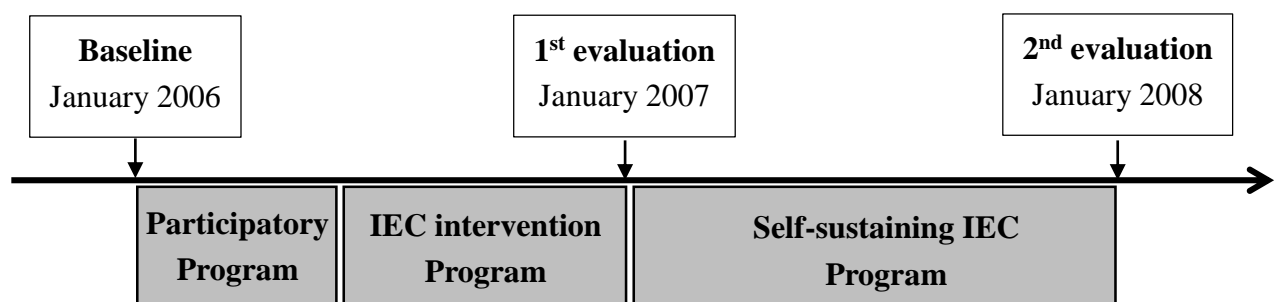 Baseline
January 2006
1st evaluation
January 2007
2nd evaluation
January 2008
Participatory
Program
IEC intervention
Program
Self-sustaining IEC
Program